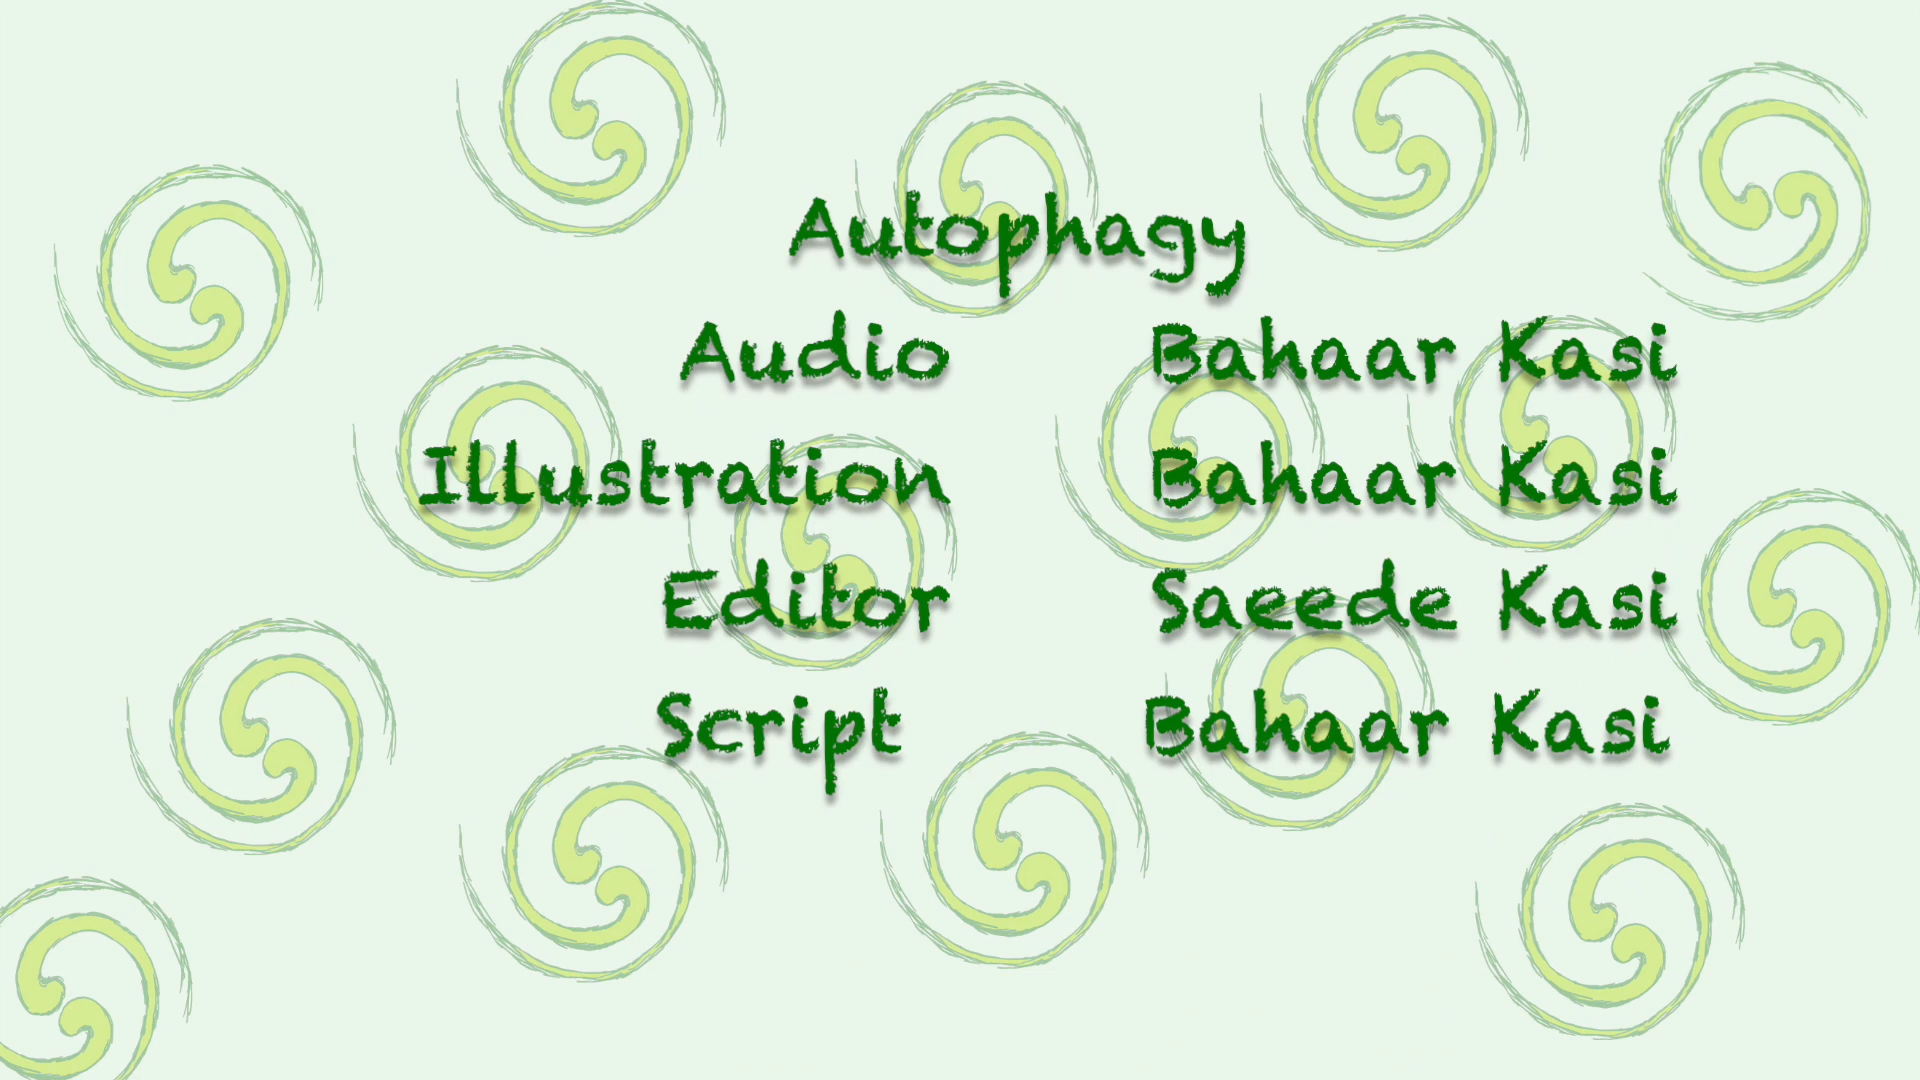 Autophagy
Audio Bahaar Kasi
Illustration Bahaar Kasi
Editor Saeede Kasi
Script Bahaar Kasi